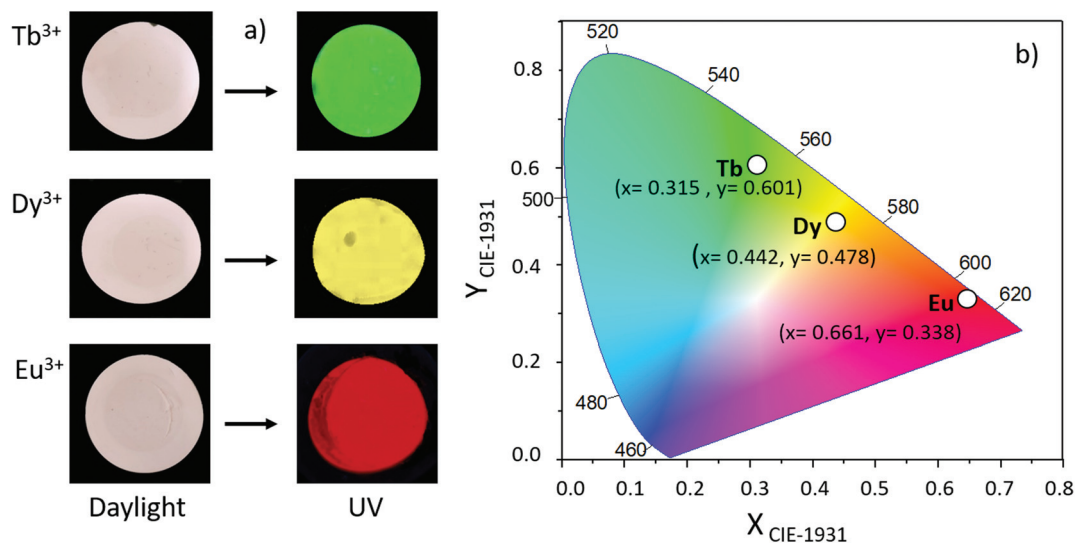 Tb³⁺
a)
Dy³⁺
Eu³⁺
Daylight
UV
b)
Y CIE-1931
0.8
0.6
0.4
0.2
0.0
520
540
560
580
600
620
500
480
460
Tb
(x= 0.315 , y= 0.601)
Dy
(x= 0.442, y= 0.478)
Eu
(x= 0.661, y= 0.338)
0.0 0.1 0.2 0.3 0.4 0.5 0.6 0.7 0.8
X CIE-1931